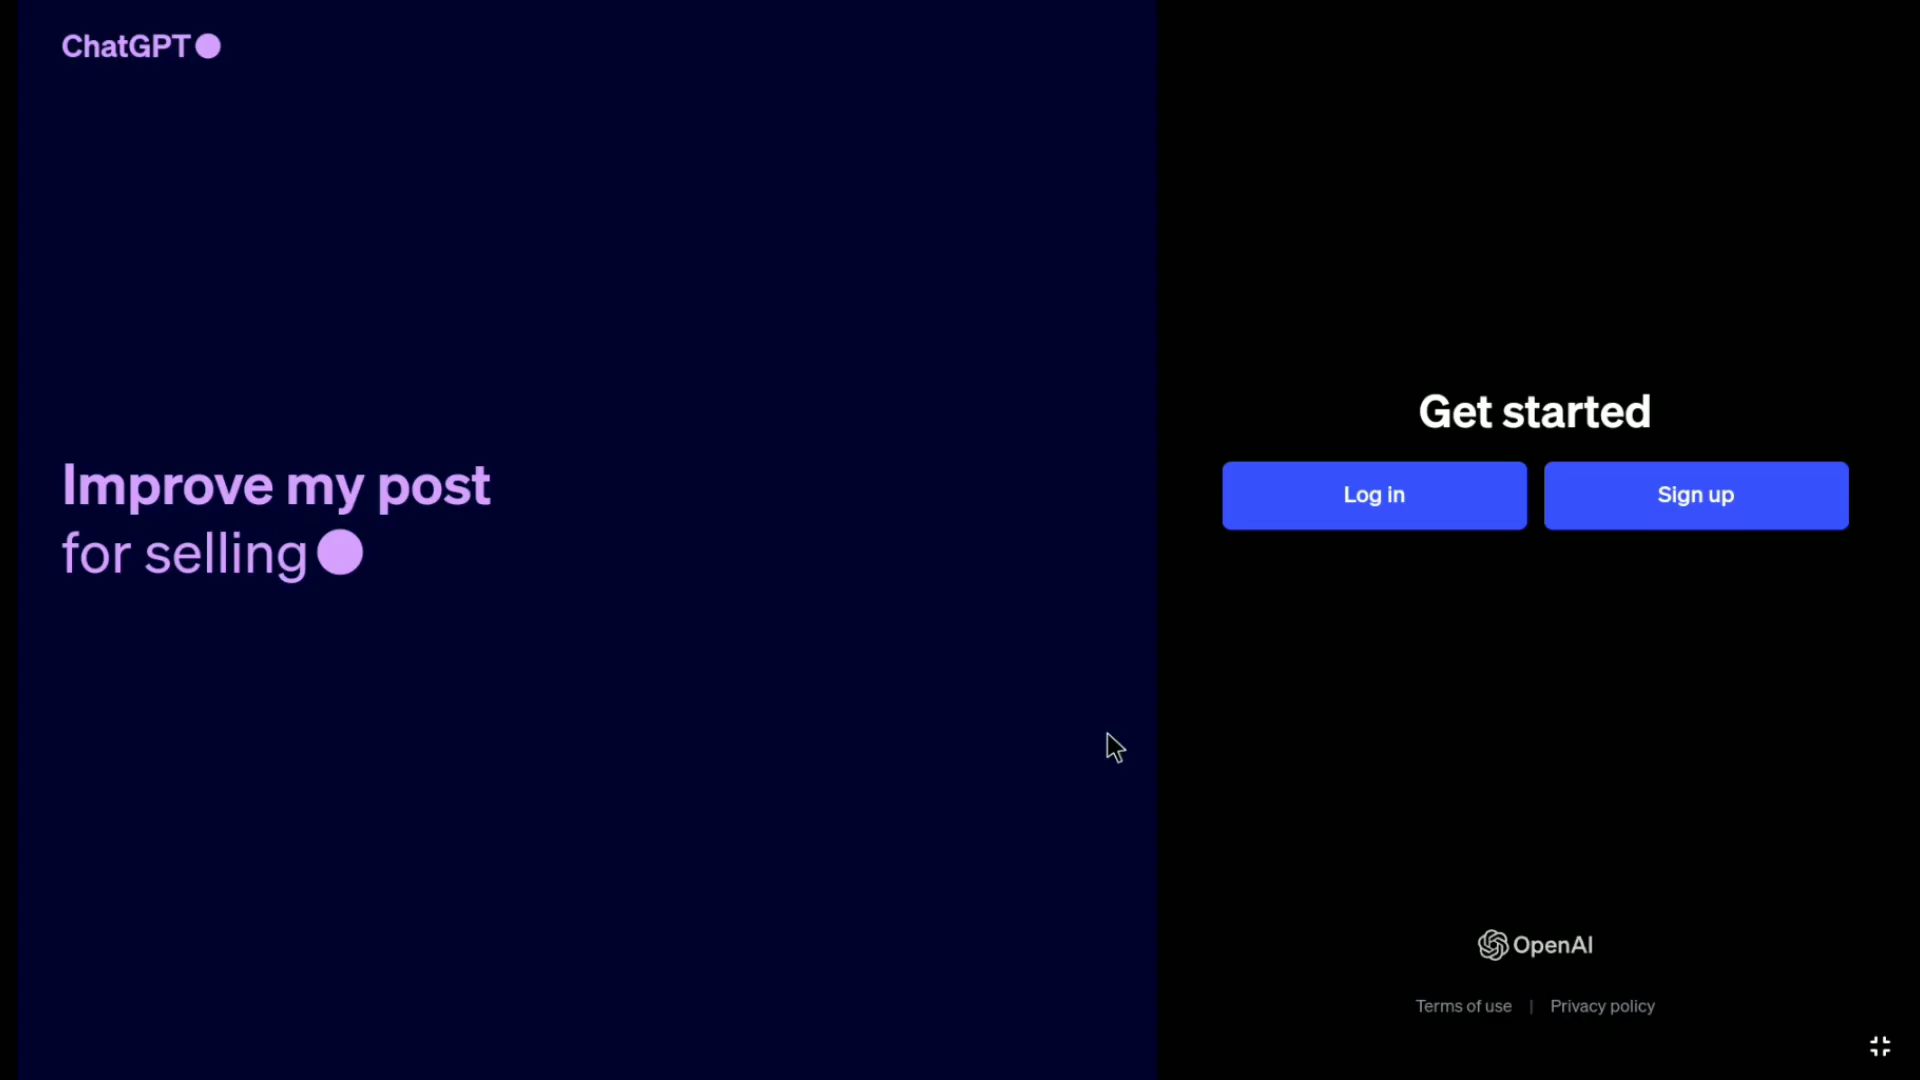 ChatGPT
Improve my post
for selling
Get started
Log in
Sign up
OpenAI
Terms of use | Privacy policy